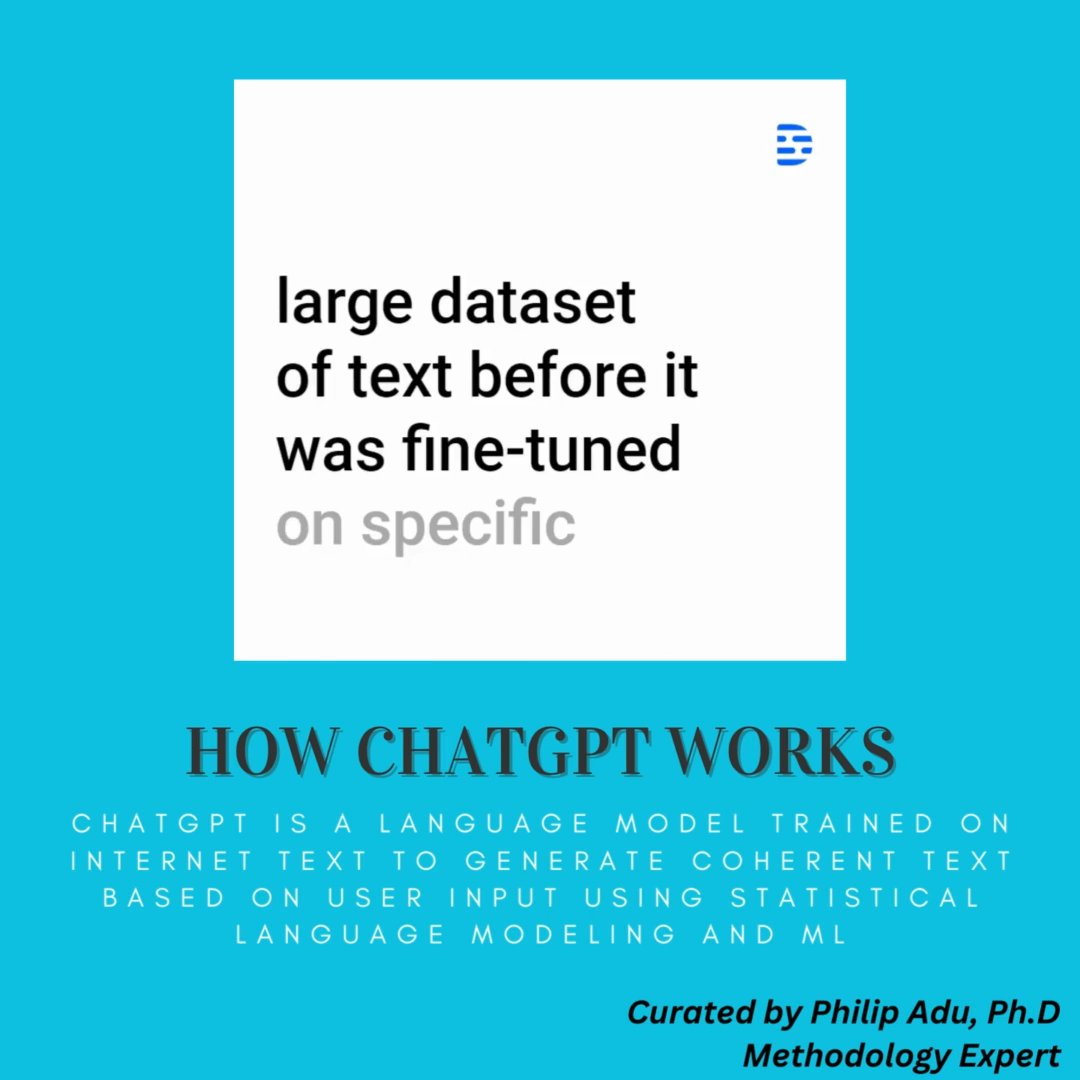 large dataset
of text before it
was fine-tuned
on specific
HOW CHATGPT WORKS
CHATGPT IS A LANGUAGE MODEL TRAINED ON
INTERNET TEXT TO GENERATE COHERENT TEXT
BASED ON USER INPUT USING STATISTICAL
LANGUAGE MODELING AND ML
Curated by Philip Adu, Ph.D
Methodology Expert